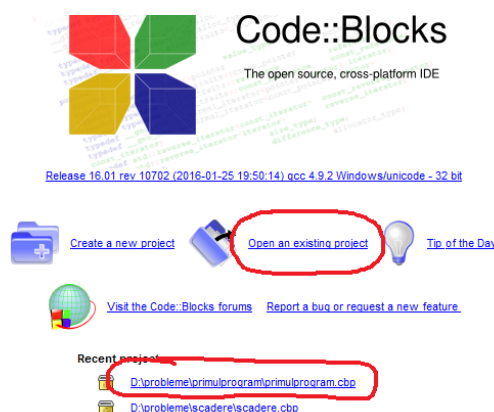 Code::Blocks
The open source, cross-platform IDE
Release 16.01 rev 10702 (2016-01-25 19:50:14) gcc 4.9.2 Windows/unicode - 32 bit
Create a new project
Open an existing project
Tip of the Day
Visit the Code::Blocks forums
Report a bug or request a new feature
Recent project
D:\probleme\primulprogram\primulprogram.cbp
D:\probleme\scadere\scadere.cbp